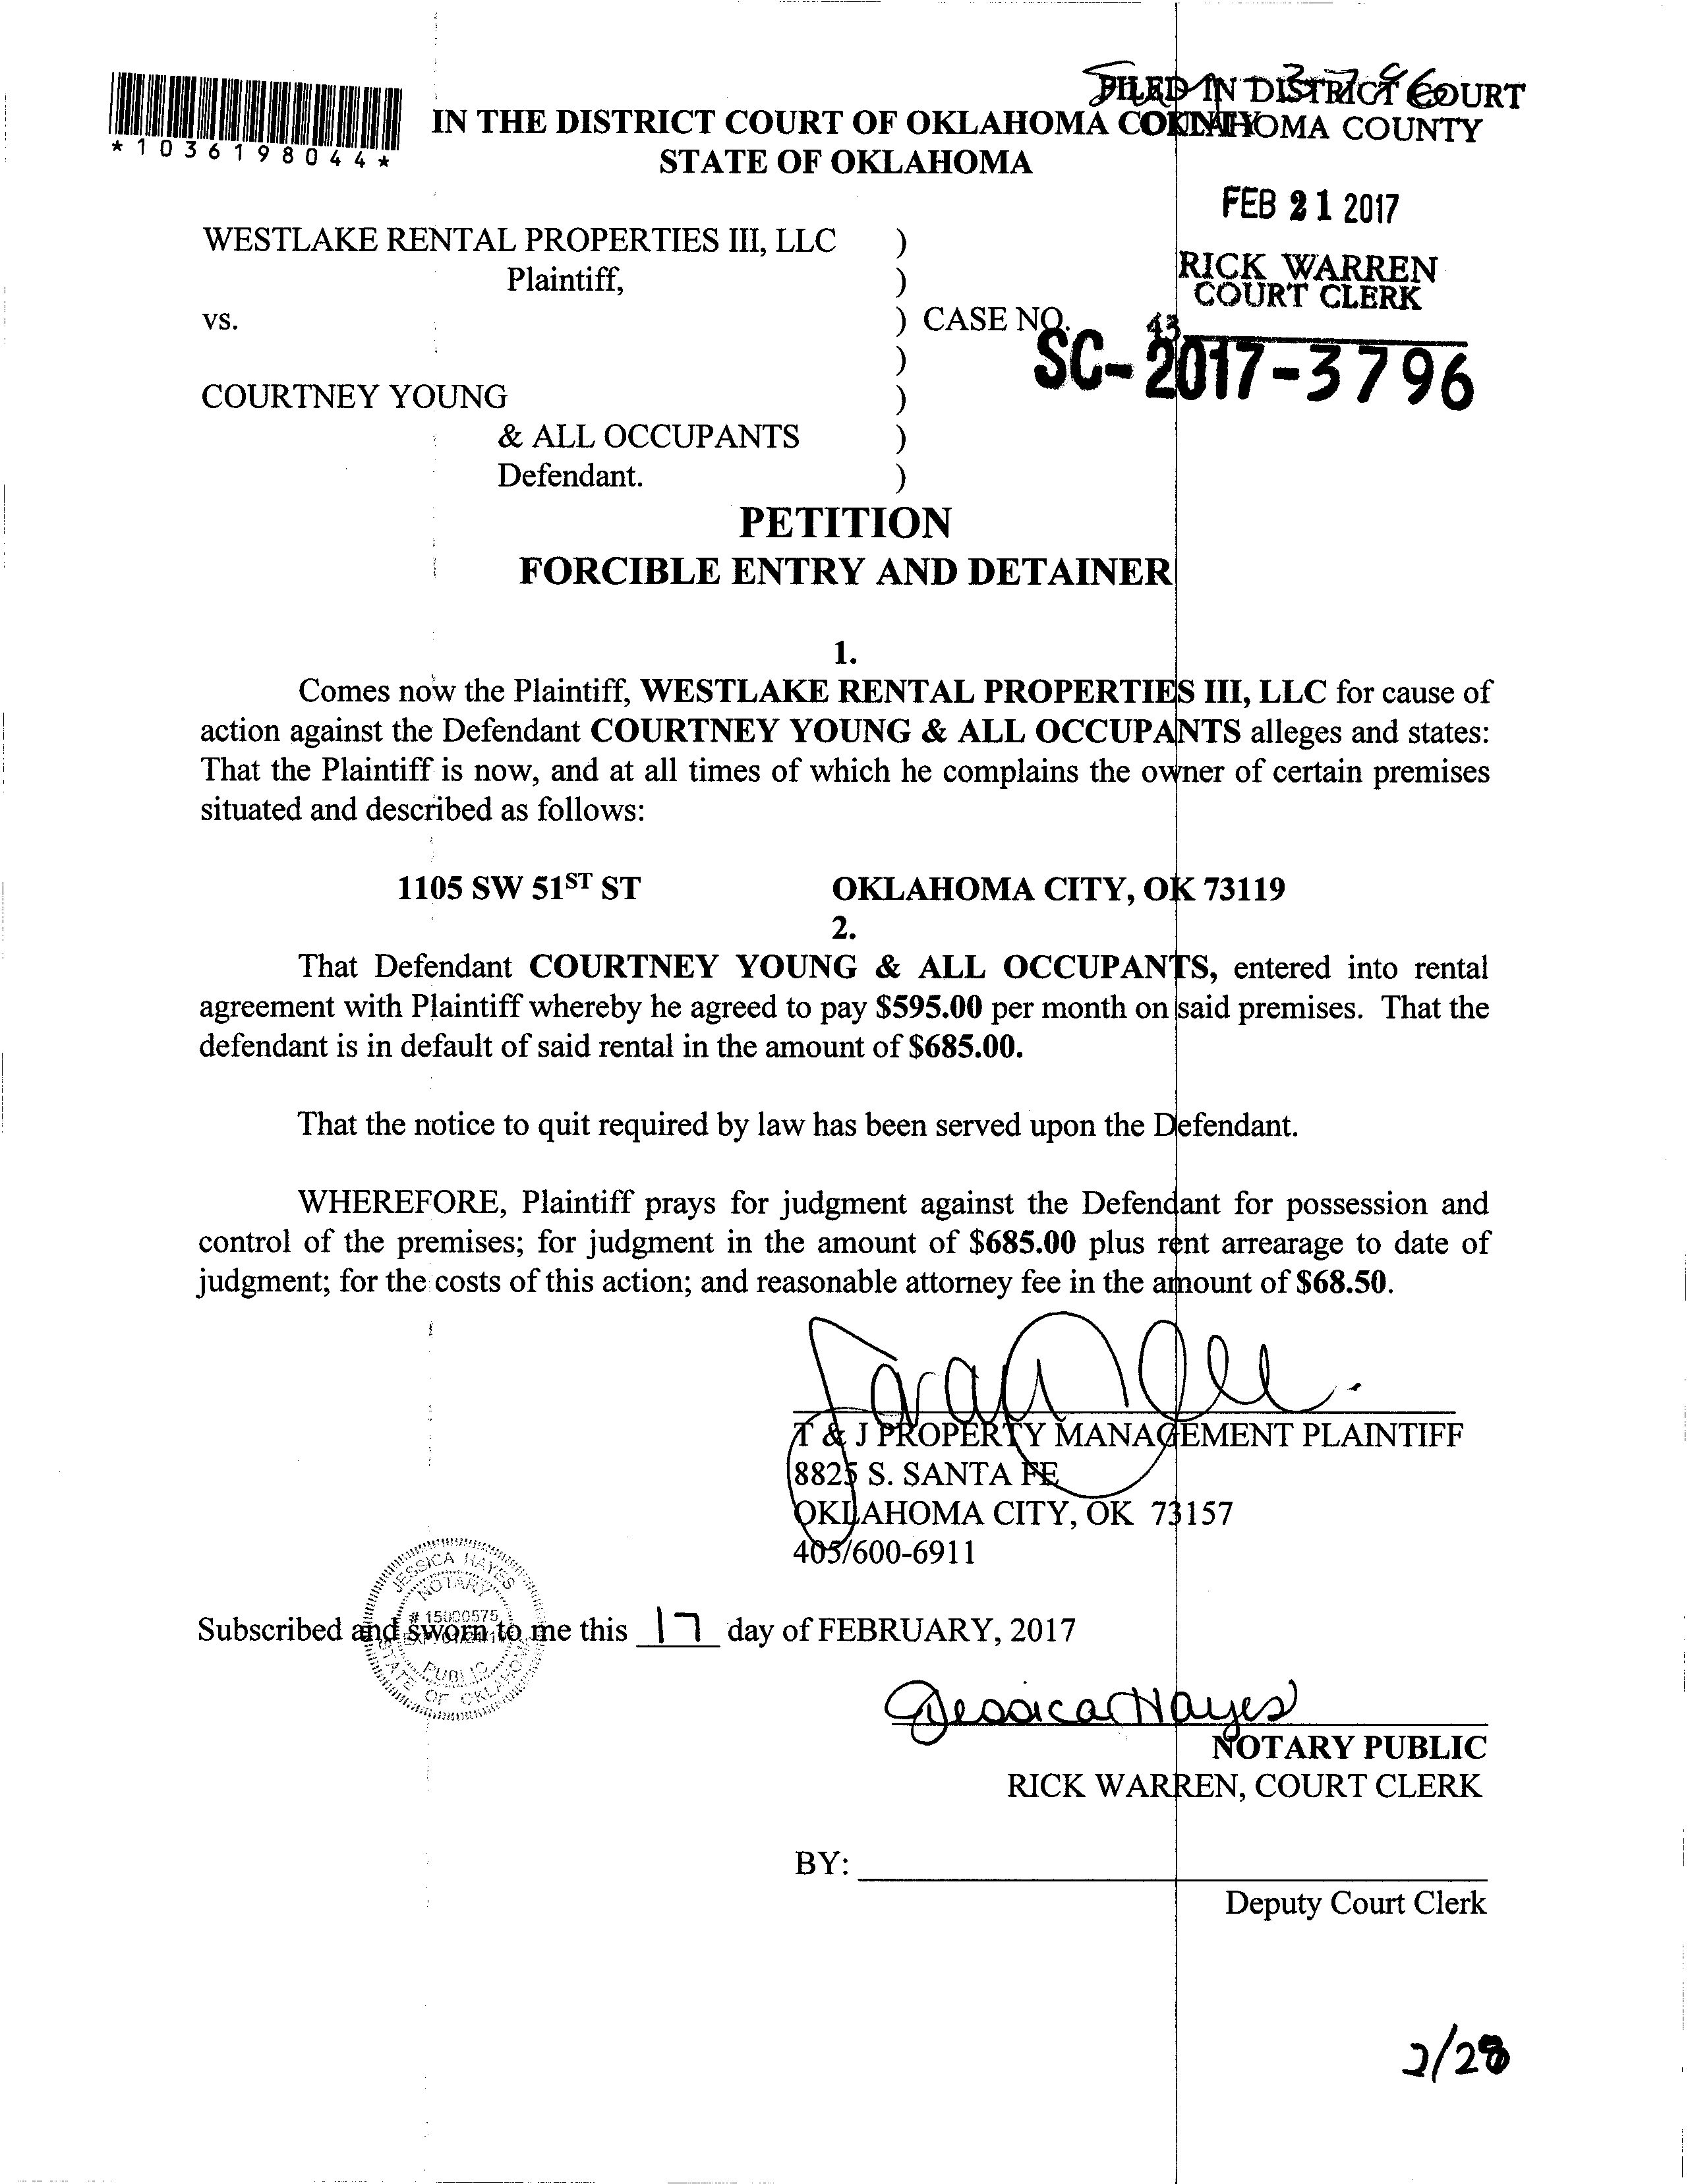 *1036198044*
FILED IN DISTRICT COURT
OKLAHOMA COUNTY
IN THE DISTRICT COURT OF OKLAHOMA COUNTY
STATE OF OKLAHOMA
FEB 21 2017
RICK WARREN
COURT CLERK
43
WESTLAKE RENTAL PROPERTIES III, LLC )
Plaintiff, )
vs. ) CASE NO.
SC-2017-3796
)
COURTNEY YOUNG )
& ALL OCCUPANTS )
Defendant. )
PETITION
FORCIBLE ENTRY AND DETAINER
1.
Comes now the Plaintiff, WESTLAKE RENTAL PROPERTIES III, LLC for cause of
action against the Defendant COURTNEY YOUNG & ALL OCCUPANTS alleges and states:
That the Plaintiff is now, and at all times of which he complains the owner of certain premises
situated and described as follows:
1105 SW 51ST ST OKLAHOMA CITY, OK 73119
2.
That Defendant COURTNEY YOUNG & ALL OCCUPANTS, entered into rental
agreement with Plaintiff whereby he agreed to pay $595.00 per month on said premises. That the
defendant is in default of said rental in the amount of $685.00.
That the notice to quit required by law has been served upon the Defendant.
WHEREFORE, Plaintiff prays for judgment against the Defendant for possession and
control of the premises; for judgment in the amount of $685.00 plus rent arrearage to date of
judgment; for the costs of this action; and reasonable attorney fee in the amount of $68.50.
T & J PROPERTY MANAGEMENT PLAINTIFF
8825 S. SANTA FE
OKLAHOMA CITY, OK 73157
405/600-6911
JESSICA HAYES
NOTARY
# 15000575
PUBLIC
STATE OF OKLAHOMA
Subscribed and sworn to me this 17 day of FEBRUARY, 2017
Jessica Hayes
NOTARY PUBLIC
RICK WARREN, COURT CLERK
BY:
Deputy Court Clerk
2/28